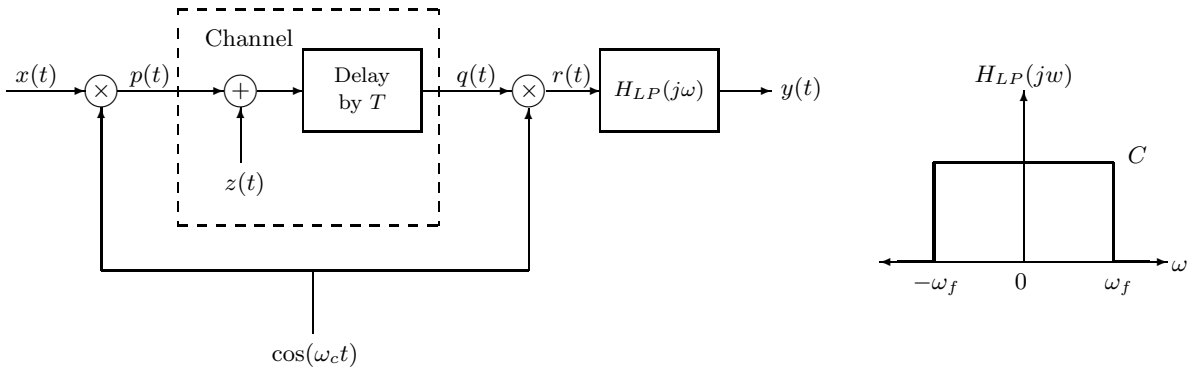 Channel
x(t)
×
p(t)
+
Delay
by T
q(t)
×
r(t)
H_{LP}(jω)
y(t)
z(t)
cos(ω_c t)
H_{LP}(jw)
C
−ω_f
0
ω_f
ω